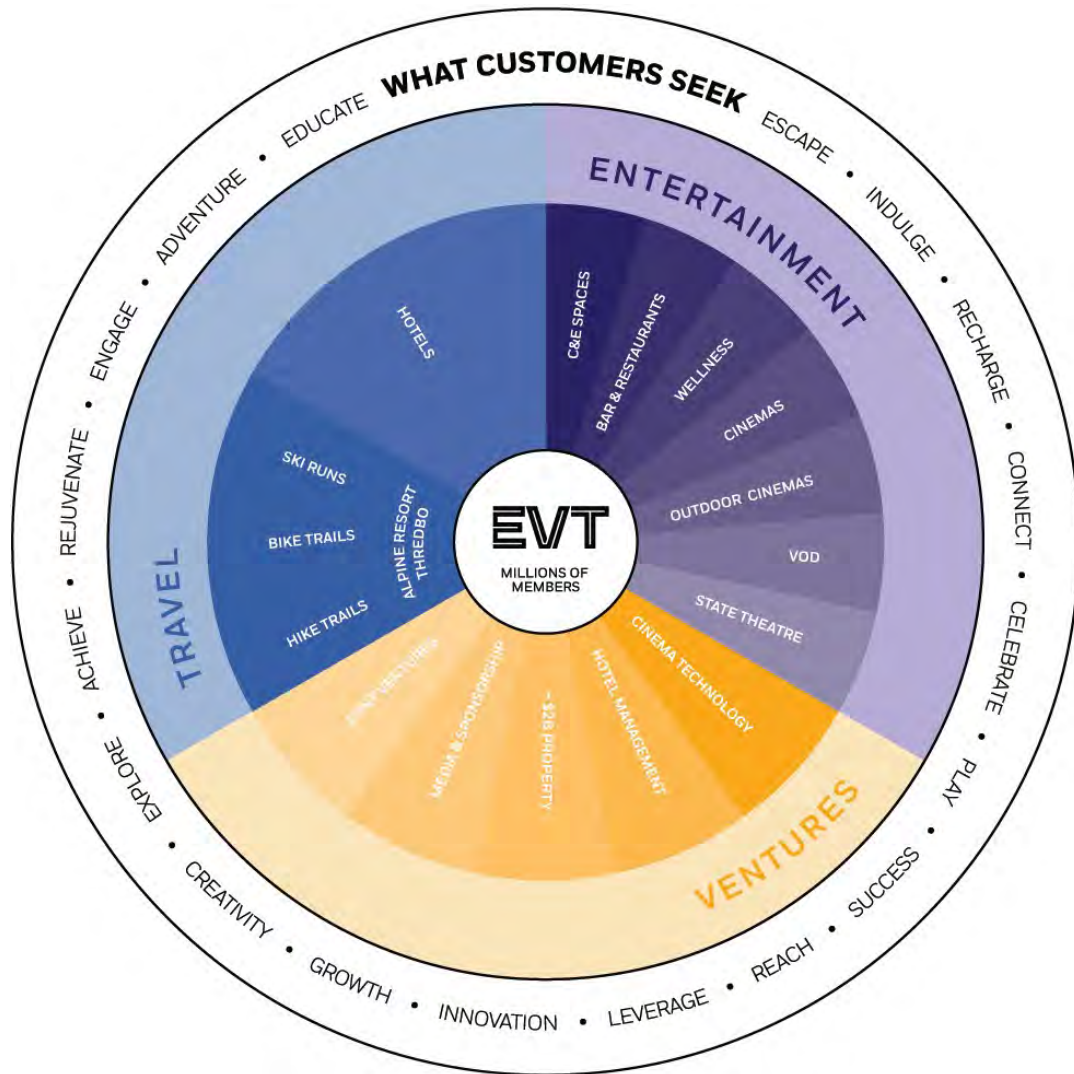 WHAT CUSTOMERS SEEK
ESCAPE • INDULGE • RECHARGE • CONNECT • CELEBRATE • PLAY • SUCCESS • REACH • LEVERAGE • INNOVATION • GROWTH • CREATIVITY • EXPLORE • ACHIEVE • REJUVENATE • ENGAGE • ADVENTURE • EDUCATE
ENTERTAINMENT
C&E SPACES
BAR & RESTAURANTS
WELLNESS
CINEMAS
OUTDOOR CINEMAS
VOD
STATE THEATRE
VENTURES
CINEMA TECHNOLOGY
HOTEL MANAGEMENT
~$2B PROPERTY
MEDIA & SPONSORSHIP
VENTURES
TRAVEL
HIKE TRAILS
BIKE TRAILS
SKI RUNS
ALPINE RESORT
THREDBO
HOTELS
EVT
MILLIONS OF
MEMBERS